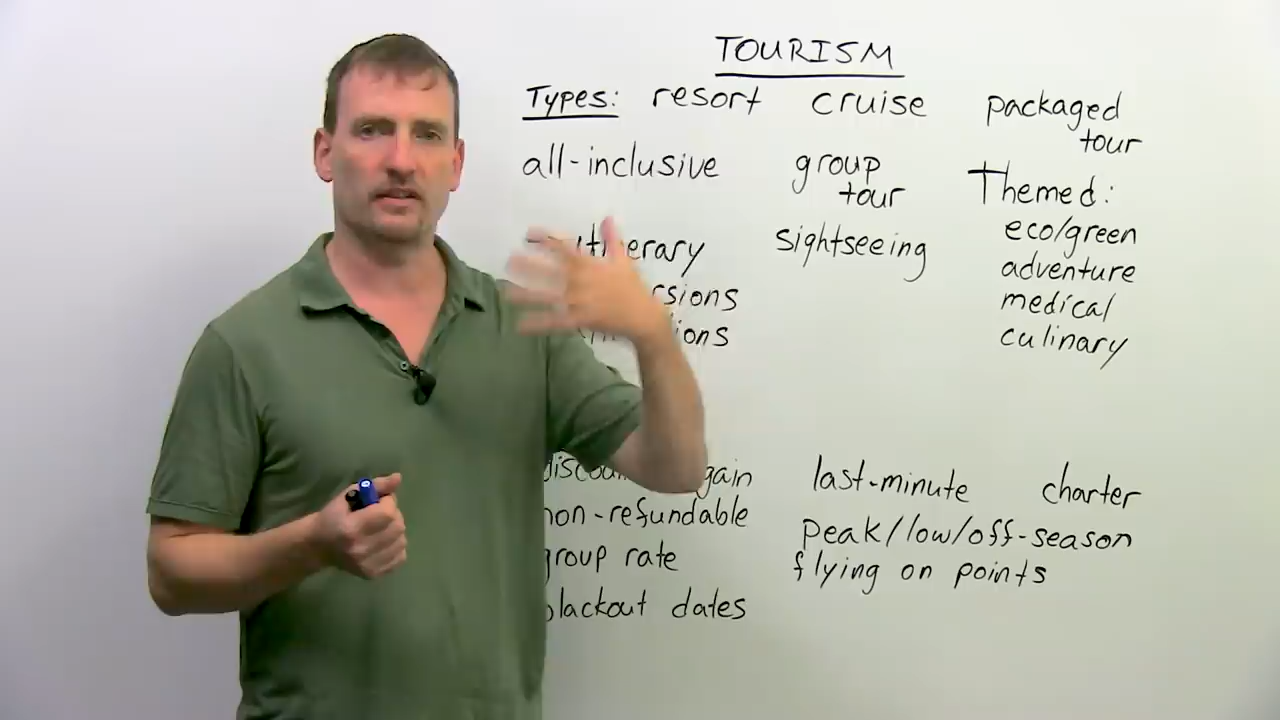 TOURISM
Types: resort cruise packaged tour
all-inclusive group tour Themed:
sightseeing eco/green
adventure
medical
culinary
last-minute charter
non-refundable peak/low/off-season
group rate flying on points
blackout dates